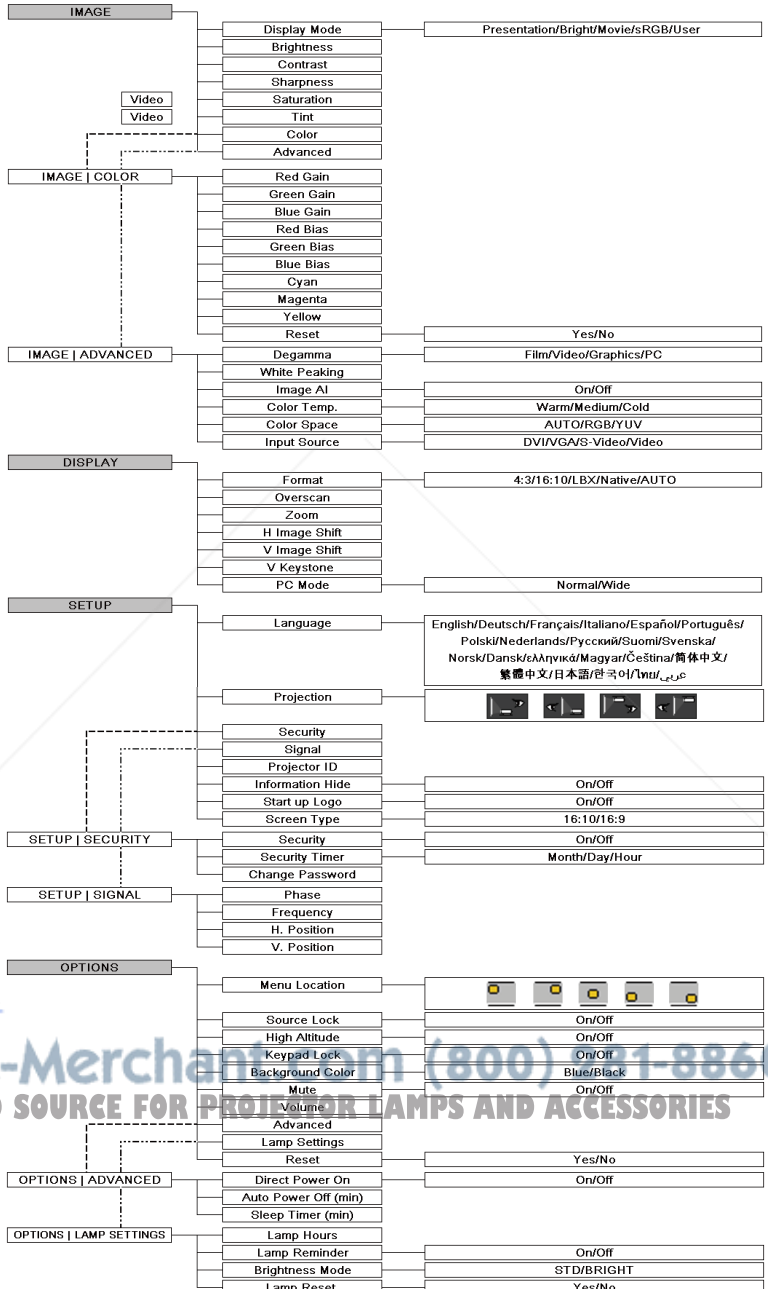 IMAGE
Display Mode Presentation/Bright/Movie/sRGB/User
Brightness
Contrast
Sharpness
Video Saturation
Video Tint
Color
Advanced
IMAGE | COLOR Red Gain
Green Gain
Blue Gain
Red Bias
Green Bias
Blue Bias
Cyan
Magenta
Yellow
Reset Yes/No
IMAGE | ADVANCED Degamma Film/Video/Graphics/PC
White Peaking
Image AI On/Off
Color Temp. Warm/Medium/Cold
Color Space AUTO/RGB/YUV
Input Source DVI/VGA/S-Video/Video
DISPLAY
Format 4:3/16:10/LBX/Native/AUTO
Overscan
Zoom
H Image Shift
V Image Shift
V Keystone
PC Mode Normal/Wide
SETUP
Language English/Deutsch/Français/Italiano/Español/Português/
Polski/Nederlands/Русский/Suomi/Svenska/
Norsk/Dansk/ελληνικά/Magyar/Čeština/简体中文/
繁體中文/日本語/한국어/ไทย/عربي
Projection
Security
Signal
Projector ID
Information Hide On/Off
Start up Logo On/Off
Screen Type 16:10/16:9
SETUP | SECURITY Security On/Off
Security Timer Month/Day/Hour
Change Password
SETUP | SIGNAL Phase
Frequency
H. Position
V. Position
OPTIONS
Menu Location
Source Lock On/Off
High Altitude On/Off
Keypad Lock On/Off
Background Color Blue/Black
Mute On/Off
Volume
Advanced
Lamp Settings
Reset Yes/No
OPTIONS | ADVANCED Direct Power On On/Off
Auto Power Off (min)
Sleep Timer (min)
OPTIONS | LAMP SETTINGS Lamp Hours
Lamp Reminder On/Off
Brightness Mode STD/BRIGHT
Lamp Reset Yes/No
-Merchant.com (800) 981-886
SOURCE FOR PROJECTOR LAMPS AND ACCESSORIES